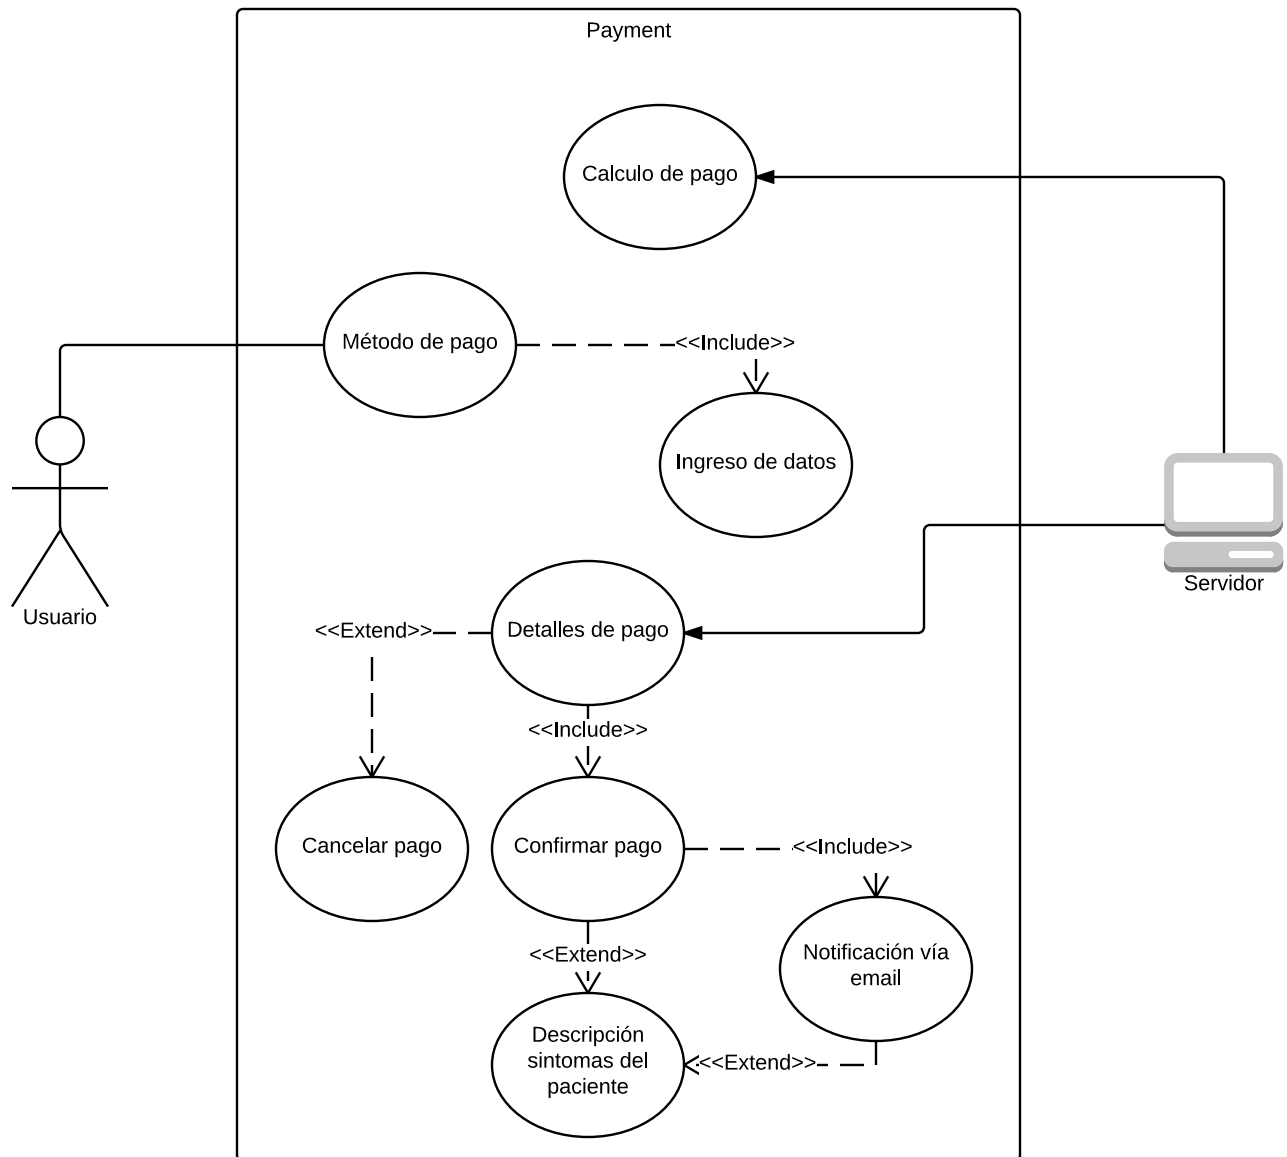 Payment
Calculo de pago
Método de pago
<<Include>>
Ingreso de datos
Servidor
Usuario
<<Extend>>
Detalles de pago
<<Include>>
Cancelar pago
Confirmar pago
<<Include>>
<<Extend>>
Notificación vía
email
Descripción
sintomas del
paciente
<<Extend>>